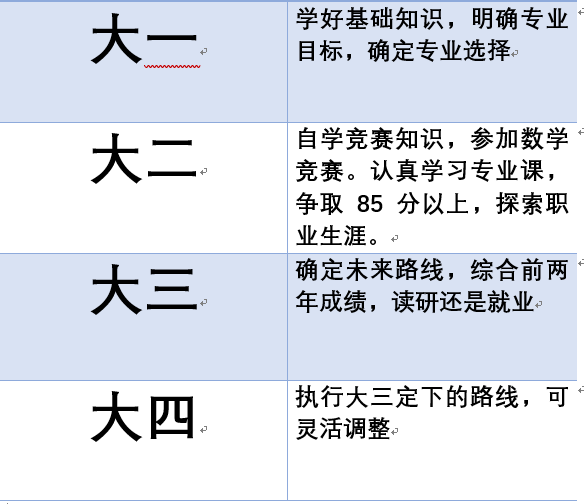 大一
学好基础知识，明确专业
目标，确定专业选择
大二
自学竞赛知识，参加数学
竞赛。认真学习专业课，
争取 85 分以上，探索职
业生涯。
大三
确定未来路线，综合前两
年成绩，读研还是就业
大四
执行大三定下的路线，可
灵活调整